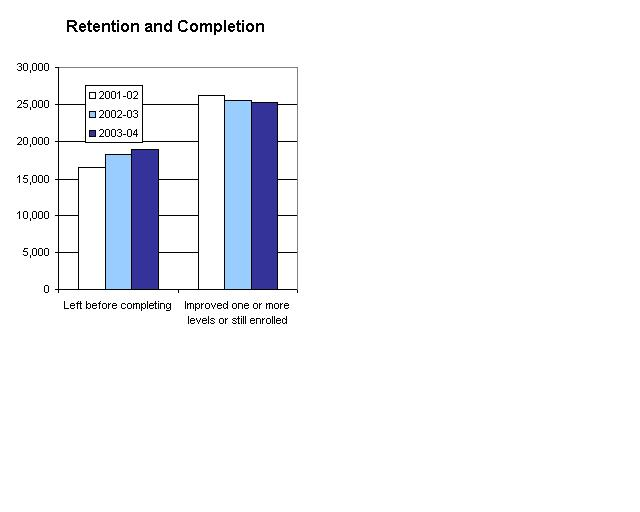 Retention and Completion
30,000
25,000
20,000
15,000
10,000
5,000
0
2001-02
2002-03
2003-04
Left before completing
Improved one or more
levels or still enrolled